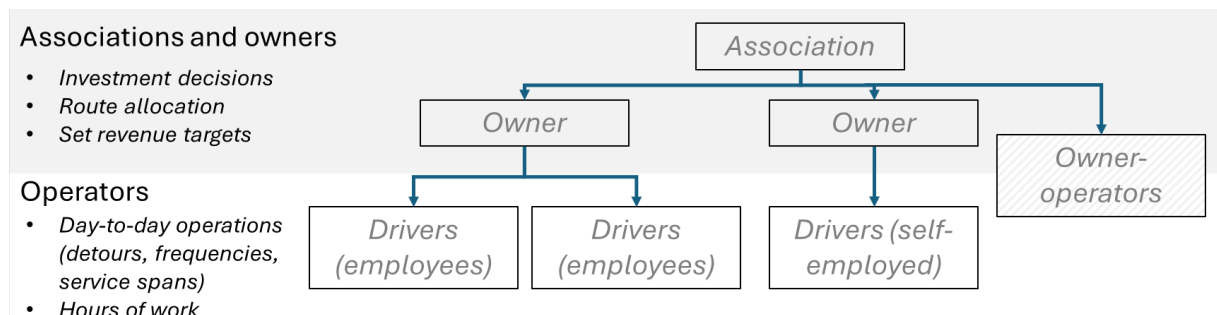 Associations and owners
• Investment decisions
• Route allocation
• Set revenue targets
Association
Owner
Owner
Owner-
operators
Operators
• Day-to-day operations
(detours, frequencies,
service spans)
• Hours of work
Drivers
(employees)
Drivers
(employees)
Drivers (self-
employed)